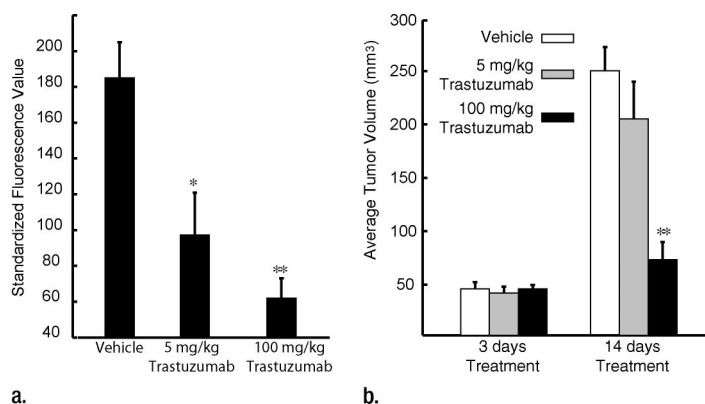 Standardized Fluorescence Value
200
180
160
140
120
100
80
60
40
*
**
Vehicle
5 mg/kg
Trastuzumab
100 mg/kg
Trastuzumab
a.
Average Tumor Volume (mm3)
300
250
200
150
100
50
Vehicle
5 mg/kg
Trastuzumab
100 mg/kg
Trastuzumab
**
3 days
Treatment
14 days
Treatment
b.